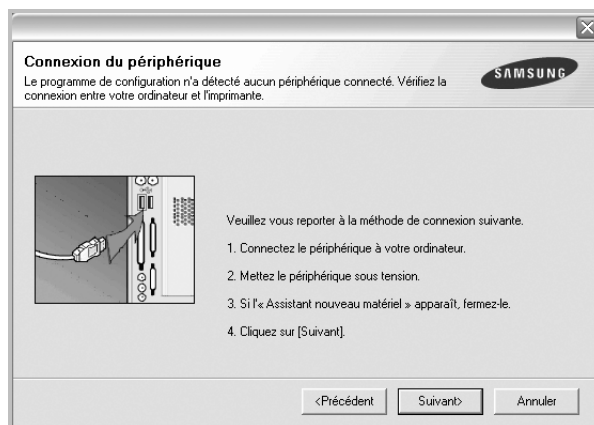 Connexion du périphérique
Le programme de configuration n'a détecté aucun périphérique connecté. Vérifiez la
connexion entre votre ordinateur et l'imprimante.
SAMSUNG
Veuillez vous reporter à la méthode de connexion suivante.
1. Connectez le périphérique à votre ordinateur.
2. Mettez le périphérique sous tension.
3. Si l'« Assistant nouveau matériel » apparaît, fermez-le.
4. Cliquez sur [Suivant].
<Précédent
Suivant>
Annuler